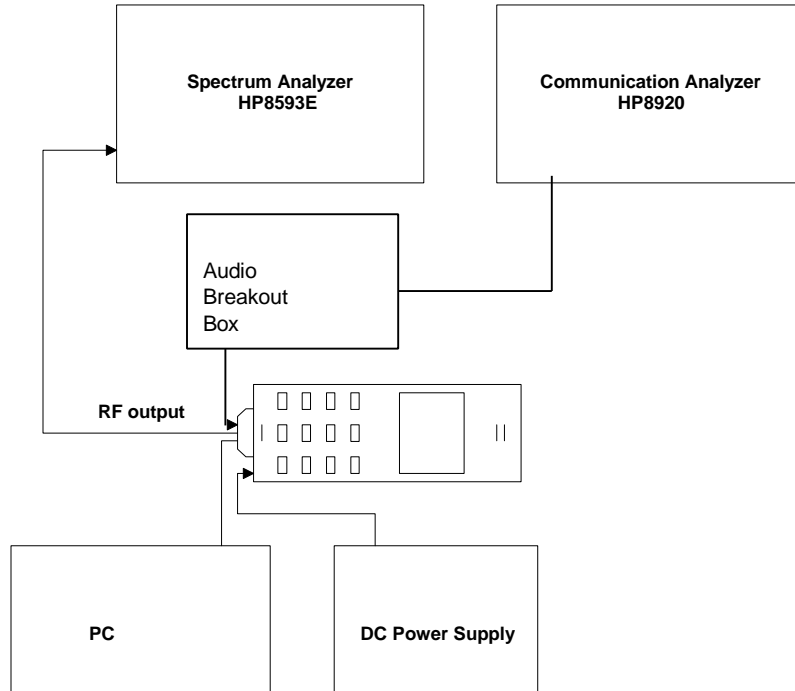 Spectrum Analyzer
HP8593E
Communication Analyzer
HP8920
Audio
Breakout
Box
RF output
PC
DC Power Supply